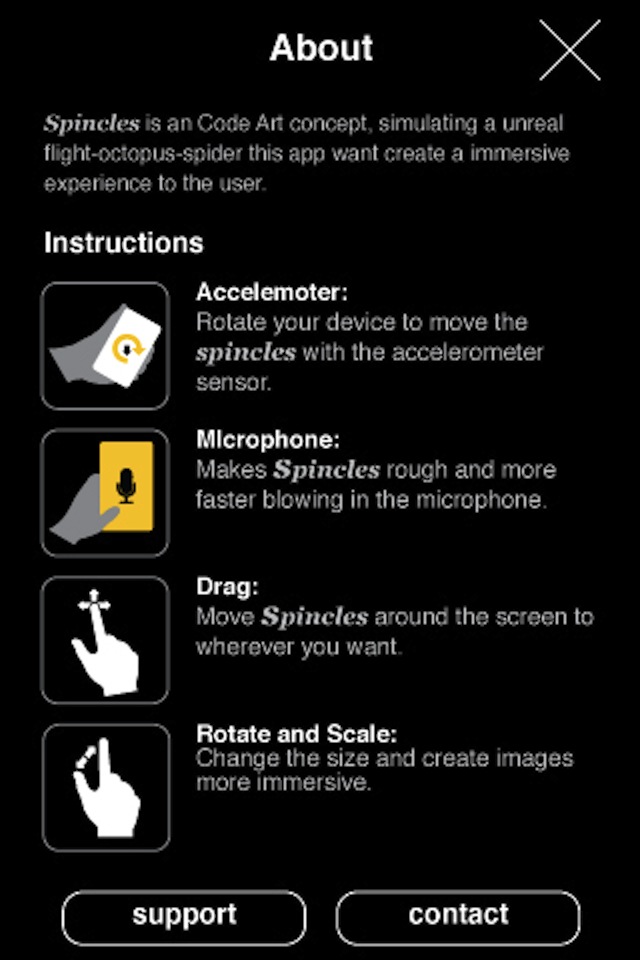 About
Spincles is an Code Art concept, simulating a unreal
flight-octopus-spider this app want create a immersive
experience to the user.
Instructions
Accelemoter:
Rotate your device to move the
spincles with the accelerometer
sensor.
MIcrophone:
Makes Spincles rough and more
faster blowing in the microphone.
Drag:
Move Spincles around the screen to
wherever you want.
Rotate and Scale:
Change the size and create images
more immersive.
support
contact